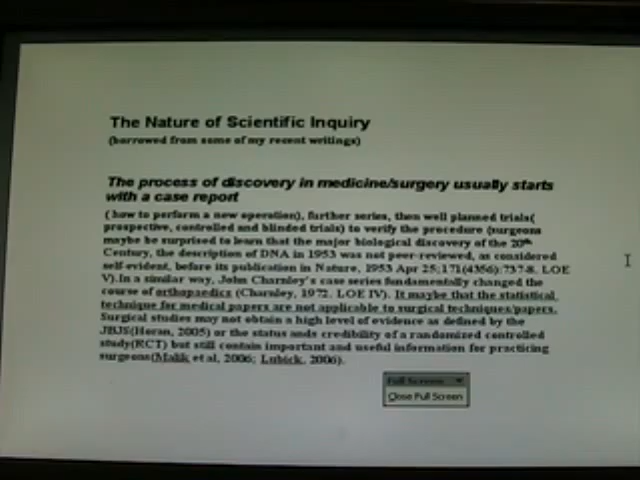 The Nature of Scientific Inquiry
(borrowed from some of my recent writings)
The process of discovery in medicine/surgery usually starts
with a case report
( how to perform a new operation), further series, then well planned trials(
prospective, controlled and blinded trials) to verify the procedure (surgeons
maybe be surprised to learn that the major biological discovery of the 20th
Century, the description of DNA in 1953 was not peer-reviewed, as considered
self-evident, before its publication in Nature, 1953 Apr 25;171(4356):737-8. LOE
V).In a similar way, John Charnley's case series fundamentally changed the
course of orthopaedics (Charnley, 1972. LOE IV). It maybe that the statistical
technique for medical papers are not applicable to surgical techniques/papers.
Surgical studies may not obtain a high level of evidence as defined by the
JBJS(Horan, 2005) or the status and credibility of a randomized controlled
study(RCT) but still contain important and useful information for practicing
surgeons(Malik et al, 2006; Lubick, 2006).
Full Screen
Close Full Screen